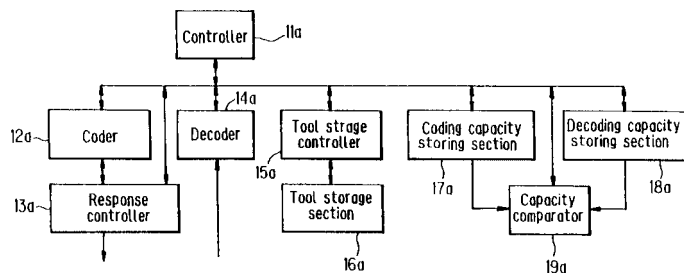 Controller
11a
14a
12a
Coder
Decoder
Tool strage
controller
15a
Coding capacity
storing section
17a
Decoding capacity
storing section
18a
13a
Response
controller
Tool storage
section
16a
Capacity
comparator
19a